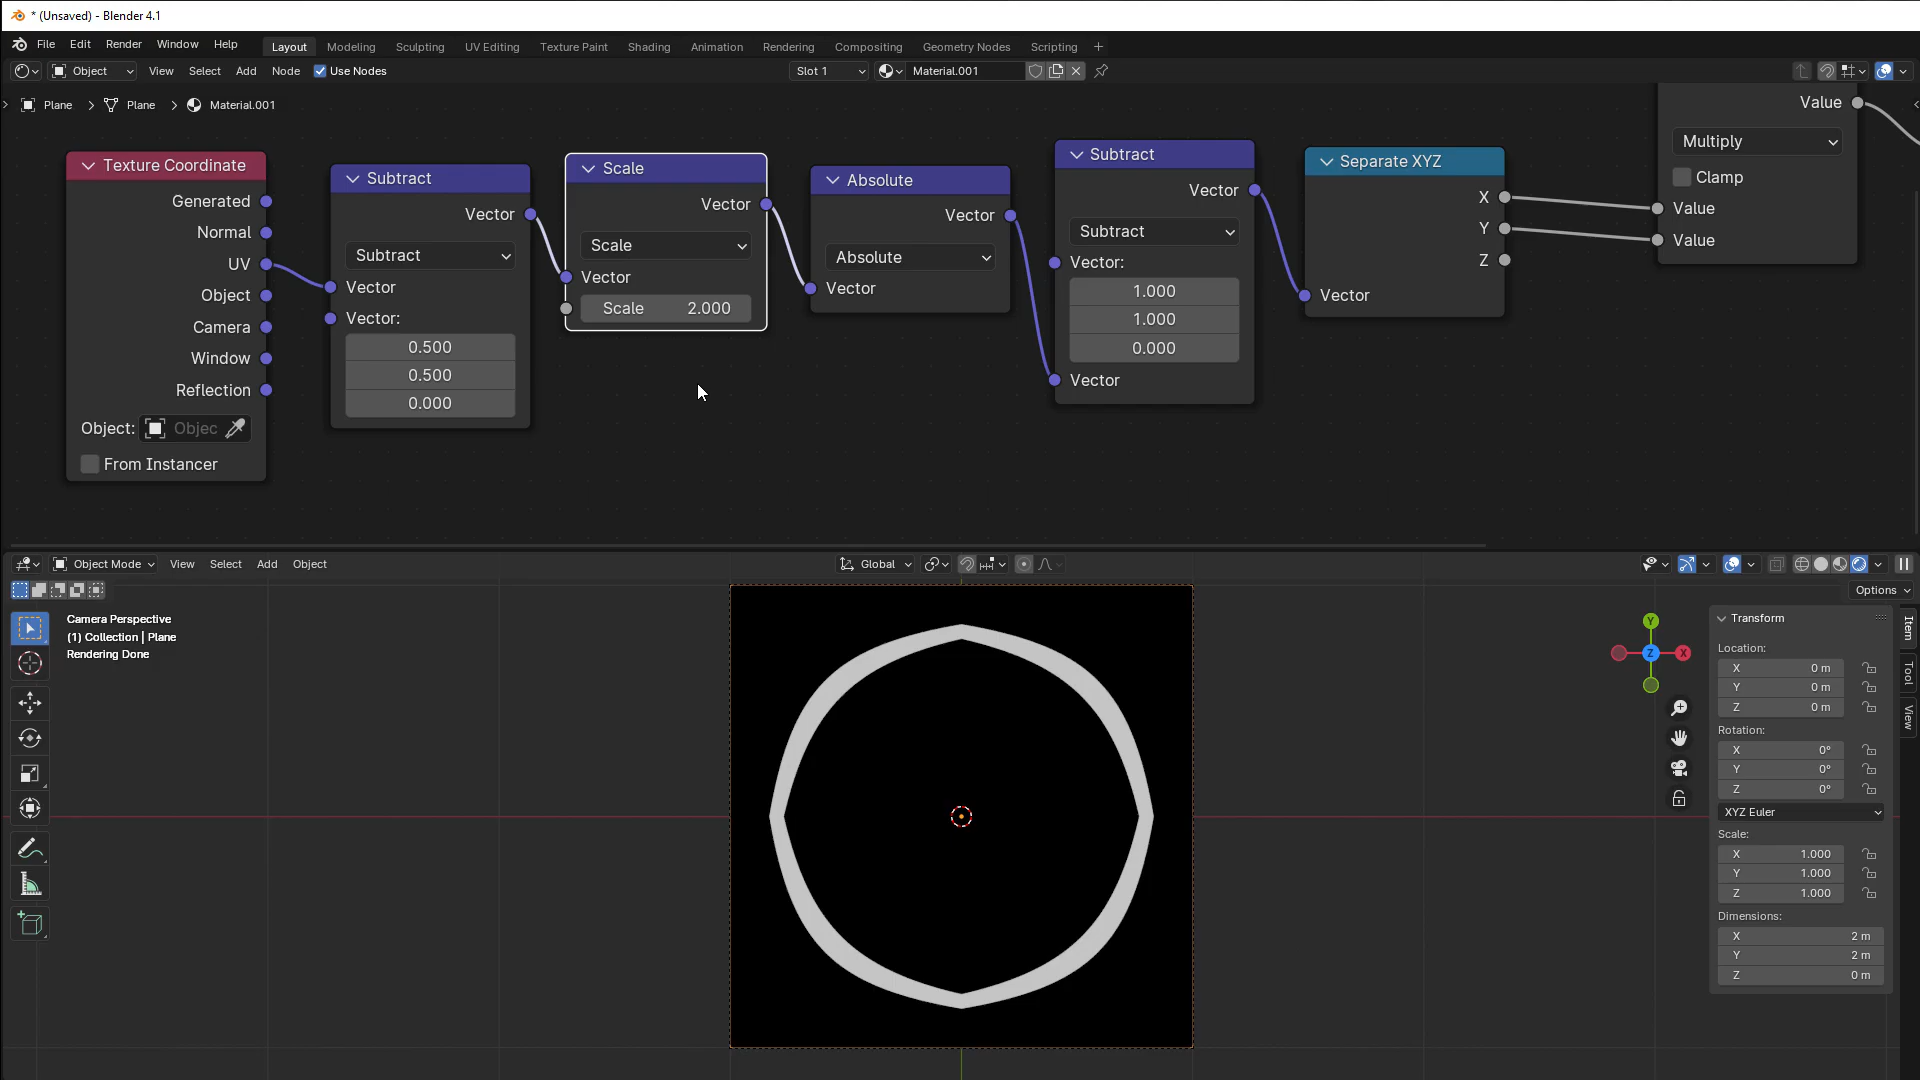 * (Unsaved) - Blender 4.1
File Edit Render Window Help Layout Modeling Sculpting UV Editing Texture Paint Shading Animation Rendering Compositing Geometry Nodes Scripting +
Object View Select Add Node Use Nodes Slot 1 Material.001
Plane > Plane > Material.001
Texture Coordinate
Generated
Normal
UV
Object
Camera
Window
Reflection
Object: Objec
From Instancer
Subtract
Vector
Subtract
Vector
Vector:
0.500
0.500
0.000
Scale
Vector
Scale
Vector
Scale 2.000
Absolute
Vector
Absolute
Vector
Subtract
Vector
Subtract
Vector:
1.000
1.000
0.000
Vector
Separate XYZ
X
Y
Z
Vector
Value
Multiply
Clamp
Value
Value
Object Mode View Select Add Object Global
Options
Camera Perspective
(1) Collection | Plane
Rendering Done
Y
Z X
Transform
Location:
X 0 m
Y 0 m
Z 0 m
Rotation:
X 0°
Y 0°
Z 0°
XYZ Euler
Scale:
X 1.000
Y 1.000
Z 1.000
Dimensions:
X 2 m
Y 2 m
Z 0 m
Item
Tool
View